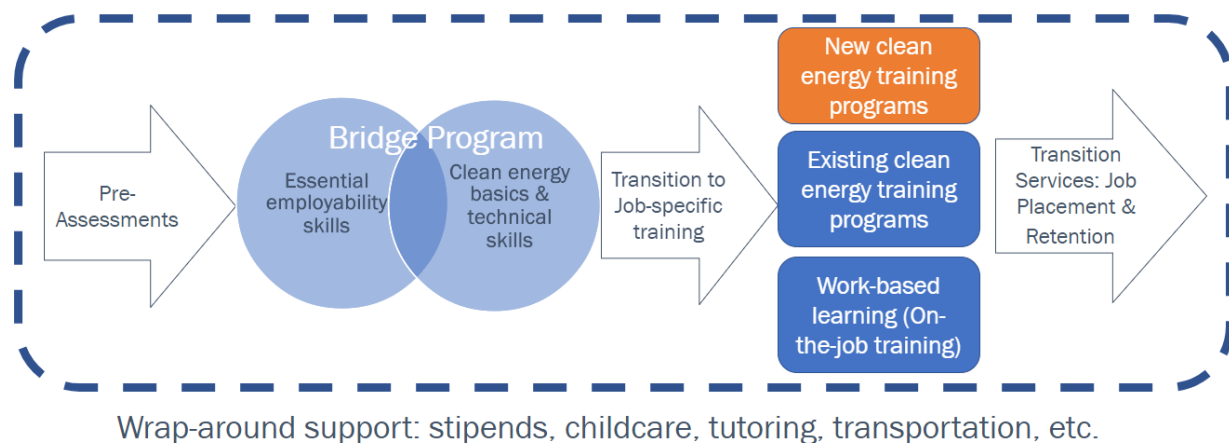 Pre-
Assessments
Bridge Program
Essential
employability
skills
Clean energy
basics &
technical
skills
Transition to
Job-specific
training
New clean
energy training
programs
Existing clean
energy training
programs
Work-based
learning (On-
the-job training)
Transition
Services: Job
Placement &
Retention
Wrap-around support: stipends, childcare, tutoring, transportation, etc.